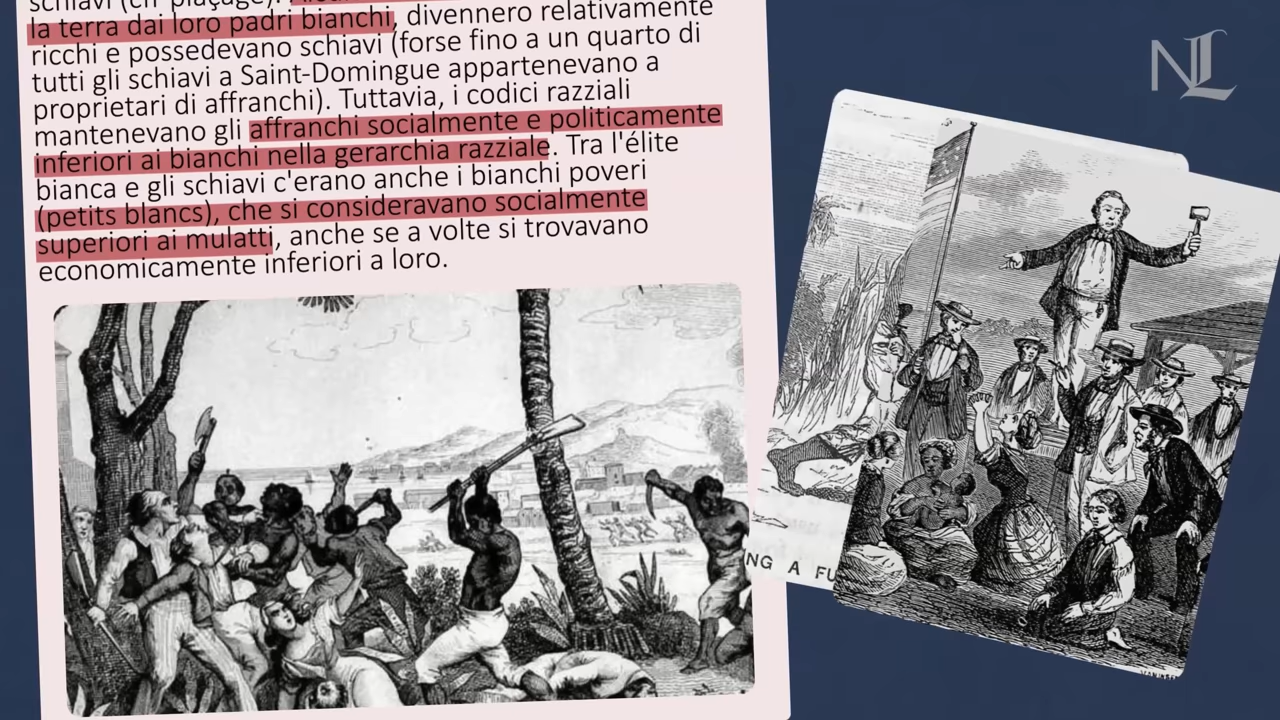 schiavi (cn plaçage).
la terra dai loro padri bianchi, divennero relativamente
ricchi e possedevano schiavi (forse fino a un quarto di
tutti gli schiavi a Saint-Domingue appartenevano a
proprietari di affranchi). Tuttavia, i codici razziali
mantenevano gli affranchi socialmente e politicamente
inferiori ai bianchi nella gerarchia razziale. Tra l'élite
bianca e gli schiavi c'erano anche i bianchi poveri
(petits blancs), che si consideravano socialmente
superiori ai mulatti, anche se a volte si trovavano
economicamente inferiori a loro.
NG A FU
NL